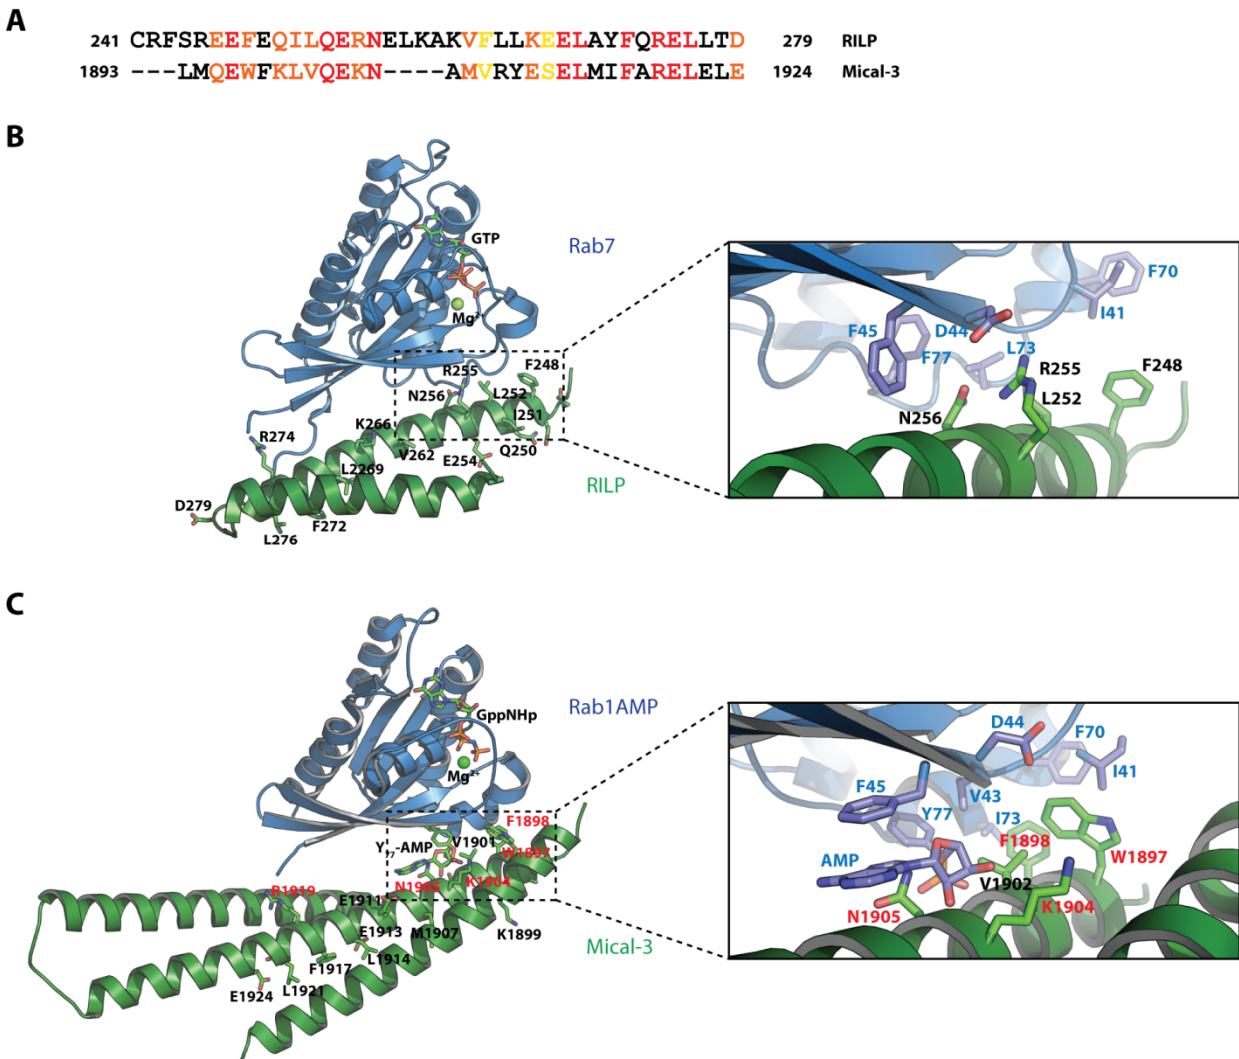 A
241 CRFSREEFEQILQERNELKAKVFLLKEELAYFQRELLTD 279 RILP
1893 ---LMQEWFKLVQEKN----AMVRYESELMIFARELELE 1924 Mical-3
B
GTP
Rab7
Mg²⁺
R255
F248
N256
L252
I251
R274
K266
V262
E254
Q250
L2269
RILP
D279
F272
L276
F70
I41
F45
D44
F77
L73
R255
F248
L252
N256
C
GppNHp
Rab1AMP
Mg²⁺
F1898
Y₇₇-AMP
V1901
W1897
R1919
N1905
K1904
E1911
E1913
M1907
K1899
L1914
Mical-3
F1917
E1924
L1921
D44
F70
I41
F45
V43
Y77
I73
F1898
AMP
W1897
V1902
K1904
N1905